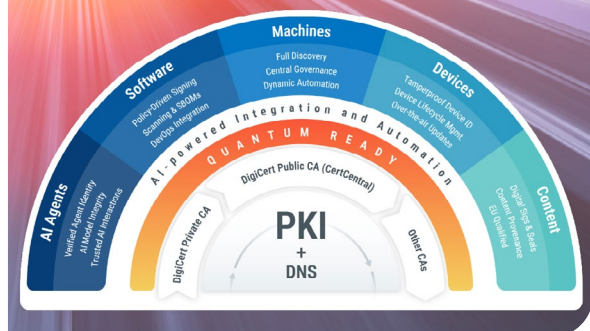 AI Agents
Verified Agent Identity
AI Model Integrity
Trusted AI Interactions
Software
Policy-Driven Signing
Scanning & SBOMs
DevOps Integration
Machines
Full Discovery
Central Governance
Dynamic Automation
Devices
Tamperproof Device ID
Device Lifecycle Mgmt
Over-the-air Updates
Content
Digital Sigs & Seals
Content Provenance
EU Qualified
AI-powered Integration and Automation
QUANTUM READY
DigiCert Private CA
DigiCert Public CA (CertCentral)
Other CAs
PKI
+
DNS